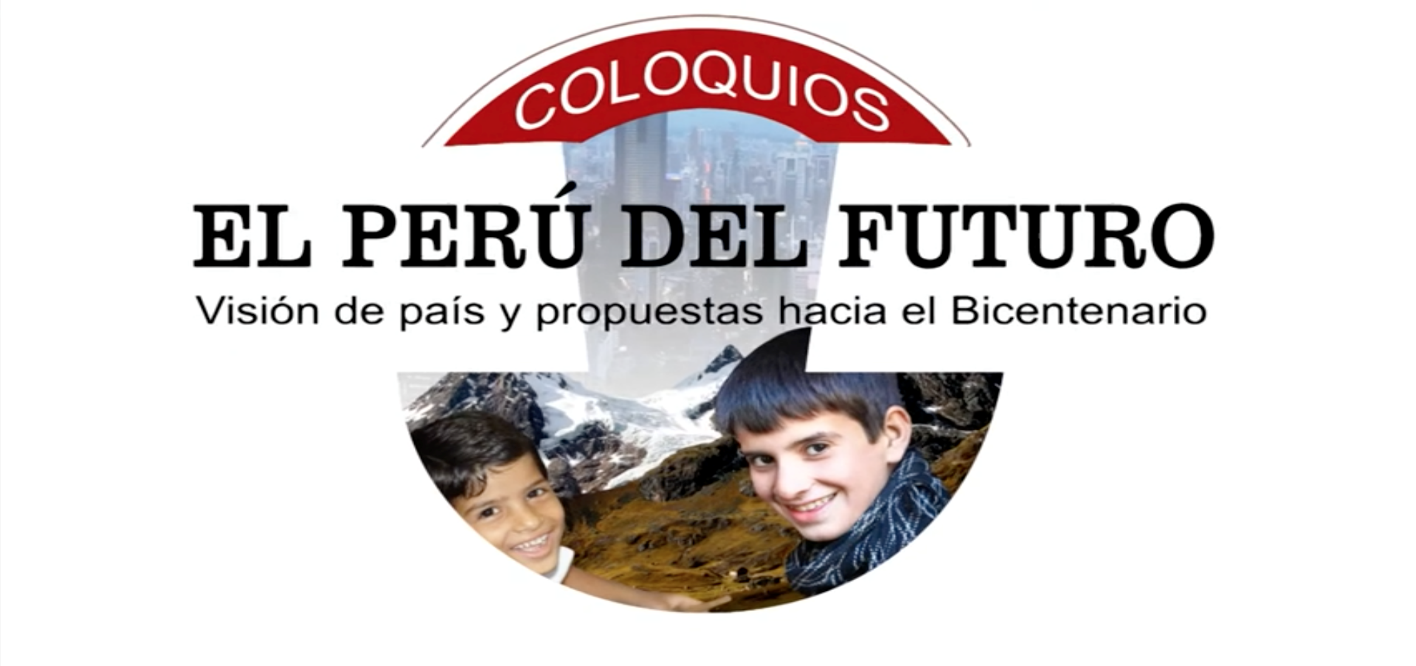 COLOQUIOS
EL PERÚ DEL FUTURO
Visión de país y propuestas hacia el Bicentenario